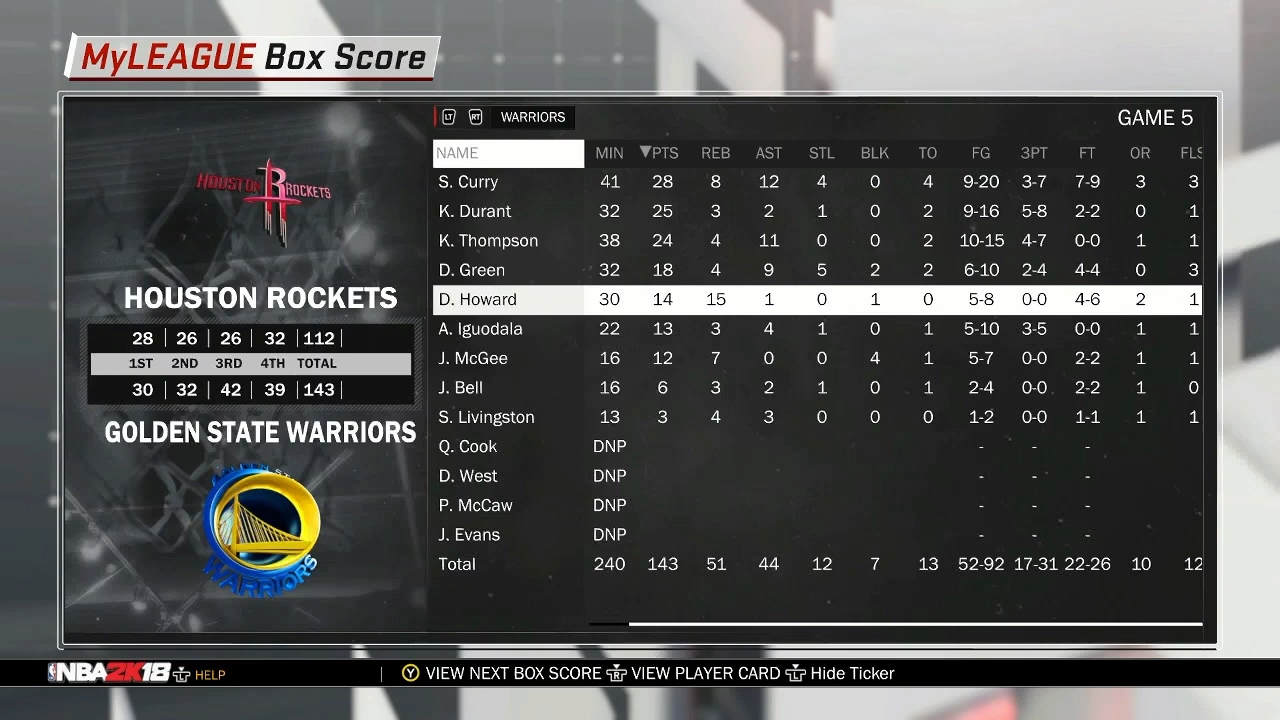 MyLEAGUE Box Score
LT RT WARRIORS GAME 5
NAME MIN ▼PTS REB AST STL BLK TO FG 3PT FT OR FLS
S. Curry 41 28 8 12 4 0 4 9-20 3-7 7-9 3 3
K. Durant 32 25 3 2 1 0 2 9-16 5-8 2-2 0 1
K. Thompson 38 24 4 11 0 0 2 10-15 4-7 0-0 1 1
D. Green 32 18 4 9 5 2 2 6-10 2-4 4-4 0 3
D. Howard 30 14 15 1 0 1 0 5-8 0-0 4-6 2 1
A. Iguodala 22 13 3 4 1 0 1 5-10 3-5 0-0 1 1
J. McGee 16 12 7 0 0 4 1 5-7 0-0 2-2 1 1
J. Bell 16 6 3 2 1 0 1 2-4 0-0 2-2 1 0
S. Livingston 13 3 4 3 0 0 0 1-2 0-0 1-1 1 1
Q. Cook DNP - - -
D. West DNP - - -
P. McCaw DNP - - -
J. Evans DNP - - -
Total 240 143 51 44 12 7 13 52-92 17-31 22-26 10 12
HOUSTON ROCKETS
HOUSTON ROCKETS
28 | 26 | 26 | 32 | 112 |
1ST 2ND 3RD 4TH TOTAL
30 | 32 | 42 | 39 | 143 |
GOLDEN STATE WARRIORS
WARRIORS
NBA 2K18 L HELP | Y VIEW NEXT BOX SCORE R VIEW PLAYER CARD L Hide Ticker